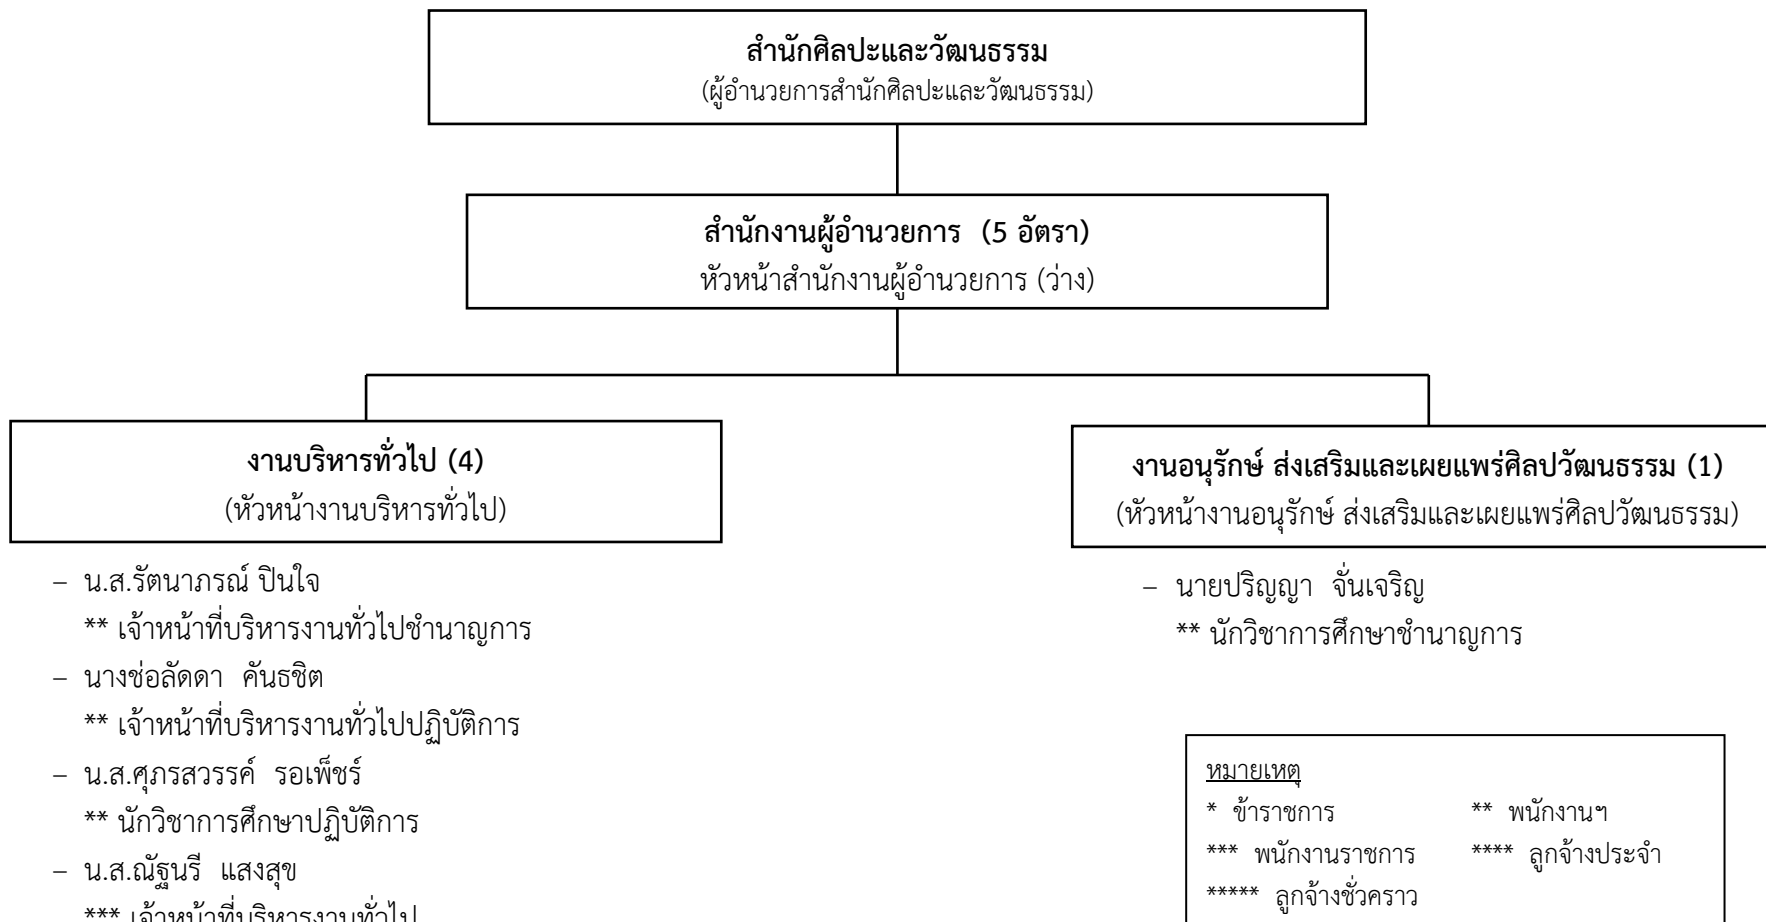 สำนักศิลปะและวัฒนธรรม
(ผู้อำนวยการสำนักศิลปะและวัฒนธรรม)
สำนักงานผู้อำนวยการ (5 อัตรา)
หัวหน้าสำนักงานผู้อำนวยการ (ว่าง)
งานบริหารทั่วไป (4)
(หัวหน้างานบริหารทั่วไป)
– น.ส.รัตนาภรณ์ ปินใจ
** เจ้าหน้าที่บริหารงานทั่วไปชำนาญการ
– นางช่อลัดดา คันธชิต
** เจ้าหน้าที่บริหารงานทั่วไปปฏิบัติการ
– น.ส.ศุภรสวรรค์ รอเพ็ชร์
** นักวิชาการศึกษาปฏิบัติการ
– น.ส.ณัฐนรี แสงสุข
*** เจ้าหน้าที่บริหารงานทั่วไป
งานอนุรักษ์ ส่งเสริมและเผยแพร่ศิลปวัฒนธรรม (1)
(หัวหน้างานอนุรักษ์ ส่งเสริมและเผยแพร่ศิลปวัฒนธรรม)
– นายปริญญา จั่นเจริญ
** นักวิชาการศึกษาชำนาญการ
หมายเหตุ
* ข้าราชการ ** พนักงานฯ
*** พนักงานราชการ **** ลูกจ้างประจำ
***** ลูกจ้างชั่วคราว